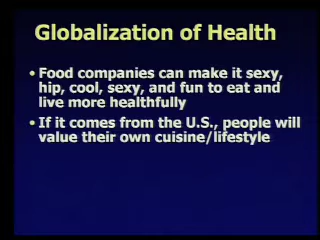 Globalization of Health
• Food companies can make it sexy,
hip, cool, sexy, and fun to eat and
live more healthfully
• If it comes from the U.S., people will
value their own cuisine/lifestyle